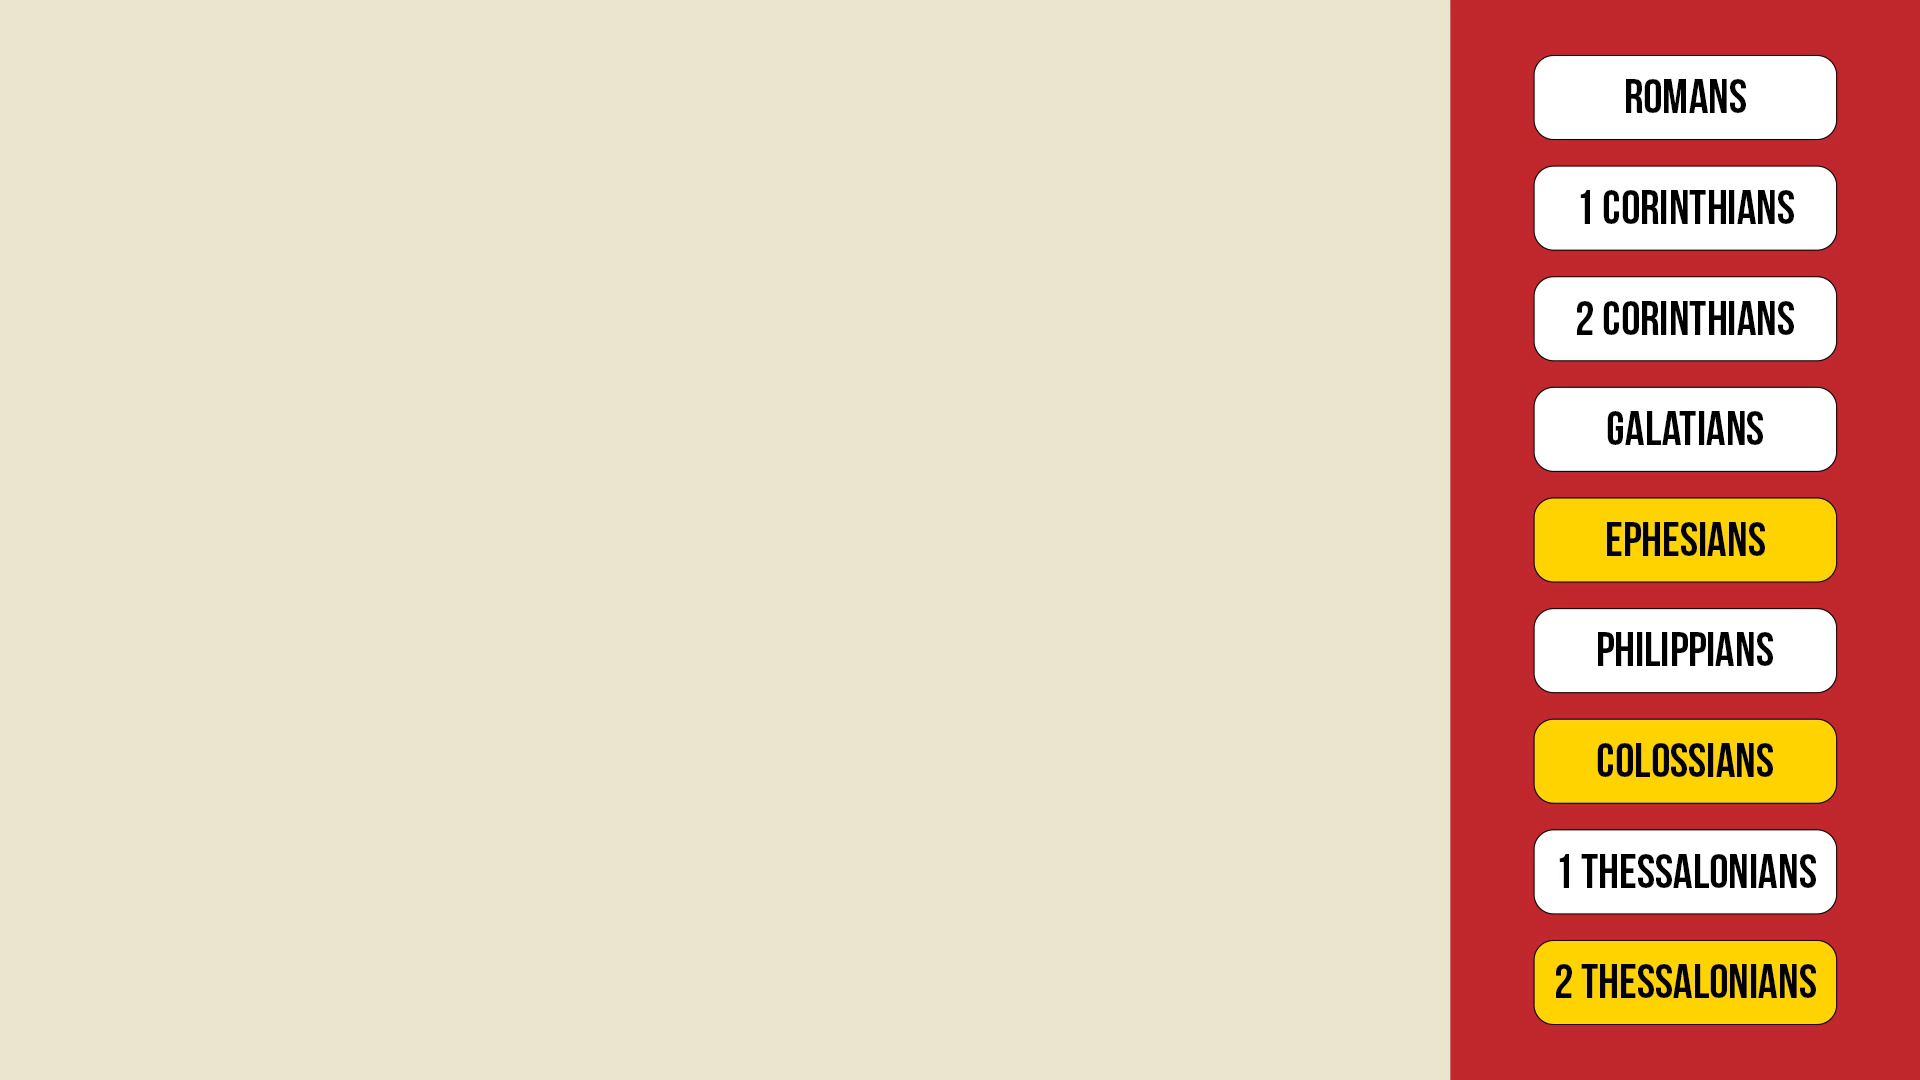 ROMANS
1 CORINTHIANS
2 CORINTHIANS
GALATIANS
EPHESIANS
PHILIPPIANS
COLOSSIANS
1 THESSALONIANS
2 THESSALONIANS